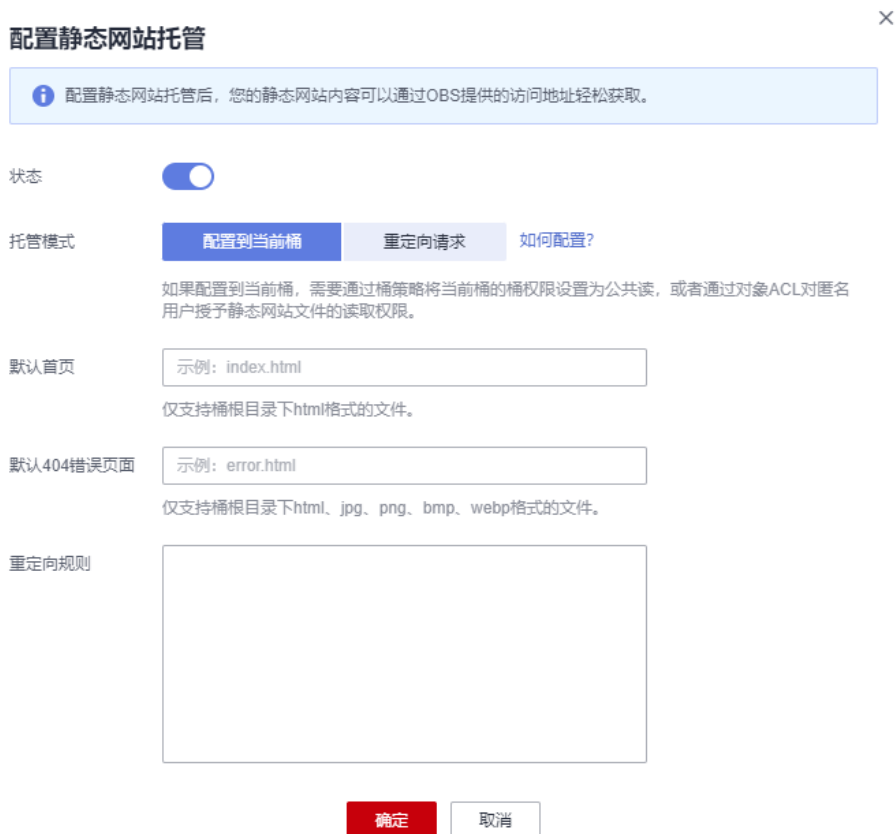 配置静态网站托管
配置静态网站托管后，您的静态网站内容可以通过OBS提供的访问地址轻松获取。
状态
托管模式 配置到当前桶 重定向请求 如何配置?
如果配置到当前桶，需要通过桶策略将当前桶的桶权限设置为公共读，或者通过对象ACL对匿名
用户授予静态网站文件的读取权限。
默认首页 示例：index.html
仅支持桶根目录下html格式的文件。
默认404错误页面 示例：error.html
仅支持桶根目录下html、jpg、png、bmp、webp格式的文件。
重定向规则
确定 取消